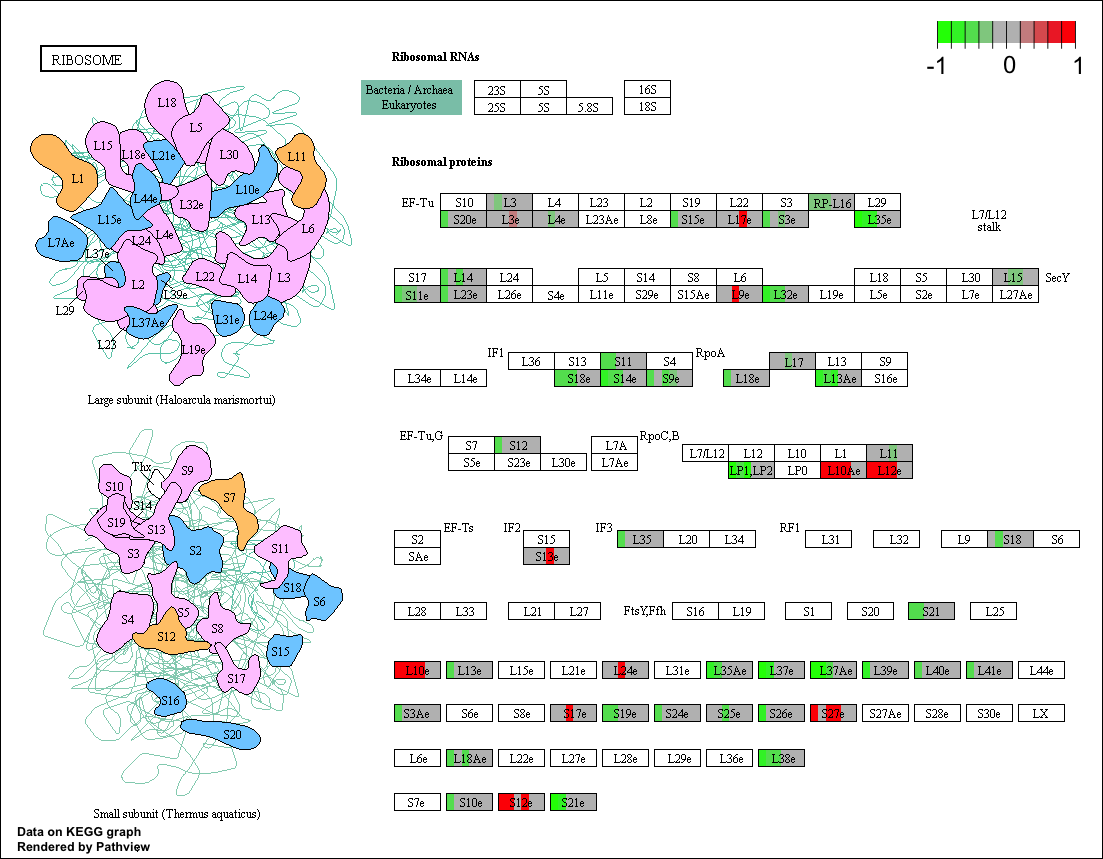 RIBOSOME
Ribosomal RNAs
-1 0 1
Bacteria / Archaea
Eukaryotes
23S 5S 16S
25S 5S 5.8S 18S
Ribosomal proteins
EF-Tu S10 L3 L4 L23 L2 S19 L22 S3 RP-L16 L29
S20e L3e L4e L23Ae L8e S15e L17e S3e L35e
L7/L12
stalk
S17 L14 L24 L5 S14 S8 L6 L18 S5 L30 L15 SecY
S11e L23e L26e S4e L11e S29e S15Ae L9e L32e L19e L5e S2e L7e L27Ae
IF1 L36 S13 S11 S4 RpoA L17 L13 S9
L34e L14e S18e S14e S9e L18e L13Ae S16e
EF-Tu,G S7 S12 L7A RpoC,B L7/L12 L12 L10 L1 L11
S5e S23e L30e L7Ae LP1,LP2 LP0 L10Ae L12e
S2 EF-Ts IF2 S15 IF3 L35 L20 L34 RF1 L31 L32 L9 S18 S6
SAe S13e
L28 L33 L21 L27 FtsY,Ffh S16 L19 S1 S20 S21 L25
L10e L13e L15e L21e L24e L31e L35Ae L37e L37Ae L39e L40e L41e L44e
S3Ae S6e S8e S17e S19e S24e S25e S26e S27e S27Ae S28e S30e LX
L6e L18Ae L22e L27e L28e L29e L36e L38e
S7e S10e S12e S21e
L18
L5
L15
L18e
L21e
L30
L11
L1
L44e
L10e
L32e
L15e
L13
L6
L7Ae
L24
L4e
L37e
L2
L22
L14
L3
L39e
L29
L37Ae
L31e
L24e
L23
L19e
Large subunit (Haloarcula marismortui)
Thx
S9
S10
S7
S14
S19
S13
S3
S2
S11
S18
S6
S4
S5
S12
S8
S15
S17
S16
S20
Small subunit (Thermus aquaticus)
Data on KEGG graph
Rendered by Pathview